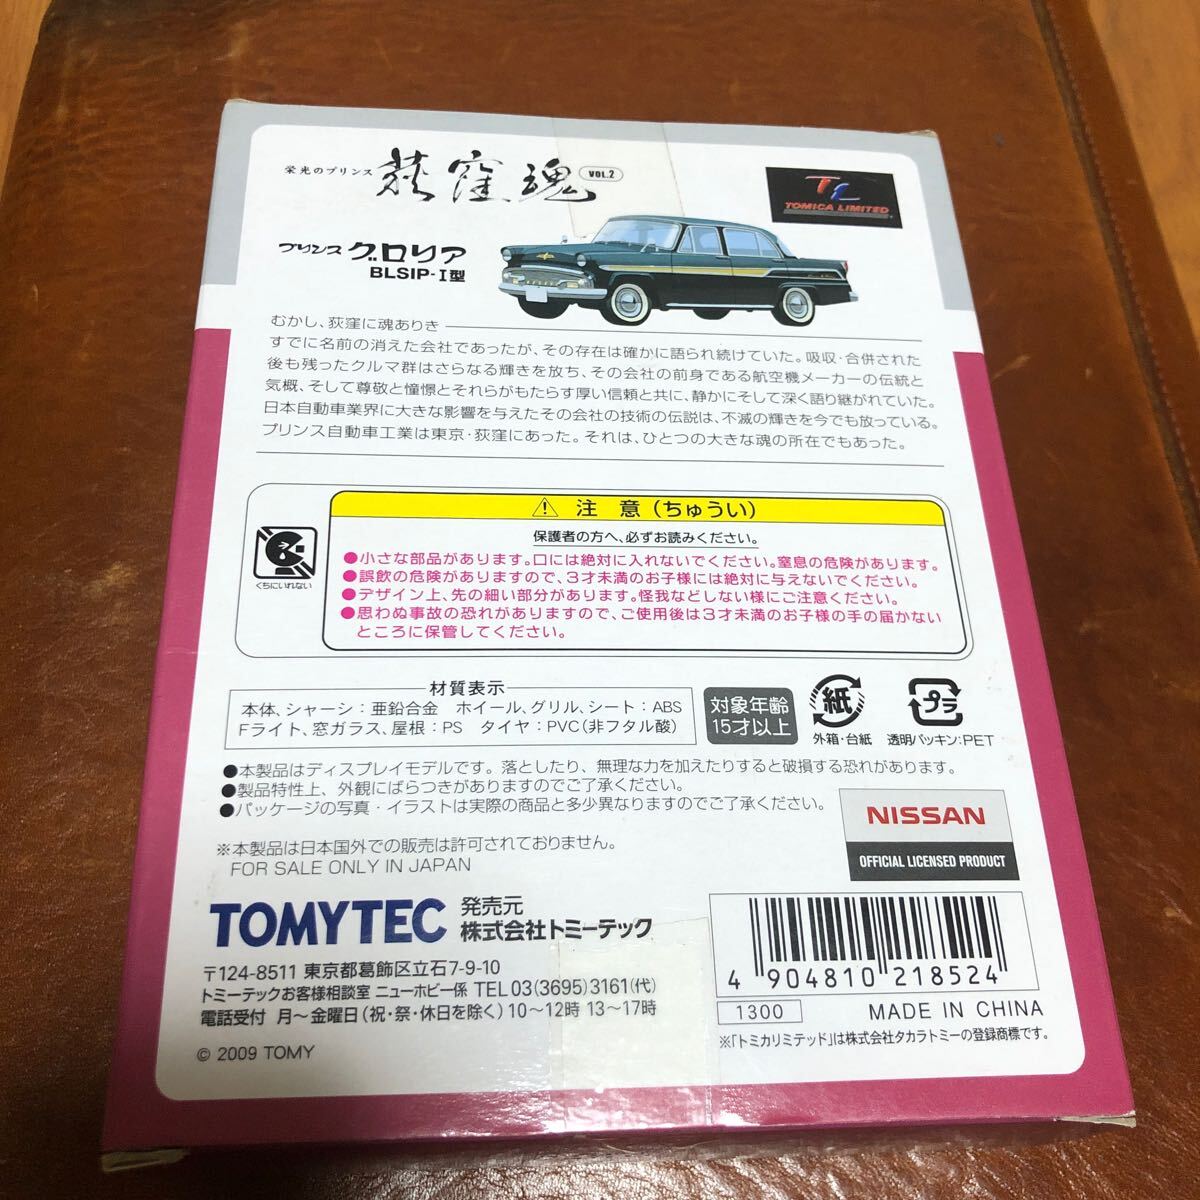 栄光のプリンス 荻窪魂 VOL.2
TL
TOMICA LIMITED
プリンス グロリア
BLSIP-I型
むかし、荻窪に魂ありき
すでに名前の消えた会社であったが、その存在は確かに語られ続けていた。吸収・合併された
後も残ったクルマ群はさらなる輝きを放ち、その会社の前身である航空機メーカーの伝統と
気概、そして尊敬と憧憬とそれらがもたらす厚い信頼と共に、静かにそして深く語り継がれていた。
日本自動車業界に大きな影響を与えたその会社の技術の伝説は、不滅の輝きを今でも放っている。
プリンス自動車工業は東京・荻窪にあった。それは、ひとつの大きな魂の所在でもあった。
⚠ 注 意（ちゅうい）
保護者の方へ、必ずお読みください。
くちにいれない
●小さな部品があります。口には絶対に入れないでください。窒息の危険があります。
●誤飲の危険がありますので、3才未満のお子様には絶対に与えないでください。
●デザイン上、先の細い部分があります。怪我などしない様にご注意ください。
●思わぬ事故の恐れがありますので、ご使用後は3才未満のお子様の手の届かない
ところに保管してください。
材質表示
本体、シャーシ：亜鉛合金 ホイール、グリル、シート：ABS
Fライト、窓ガラス、屋根：PS タイヤ：PVC(非フタル酸)
対象年齢
15才以上
紙
外箱・台紙
プラ
透明パッキン:PET
●本製品はディスプレイモデルです。落としたり、無理な力を加えたりすると破損する恐れがあります。
●製品特性上、外観にばらつきがありますのでご了承ください。
●パッケージの写真・イラストは実際の商品と多少異なりますのでご了承ください。
※本製品は日本国外での販売は許可されておりません。
FOR SALE ONLY IN JAPAN
NISSAN
OFFICIAL LICENSED PRODUCT
TOMYTEC 発売元
株式会社トミーテック
〒124-8511 東京都葛飾区立石7-9-10
トミーテックお客様相談室 ニューホビー係 TEL 03(3695)3161(代)
電話受付 月～金曜日(祝・祭・休日を除く) 10～12時 13～17時
© 2009 TOMY
4 904810 218524
1300 MADE IN CHINA
※「トミカリミテッド」は株式会社タカラトミーの登録商標です。